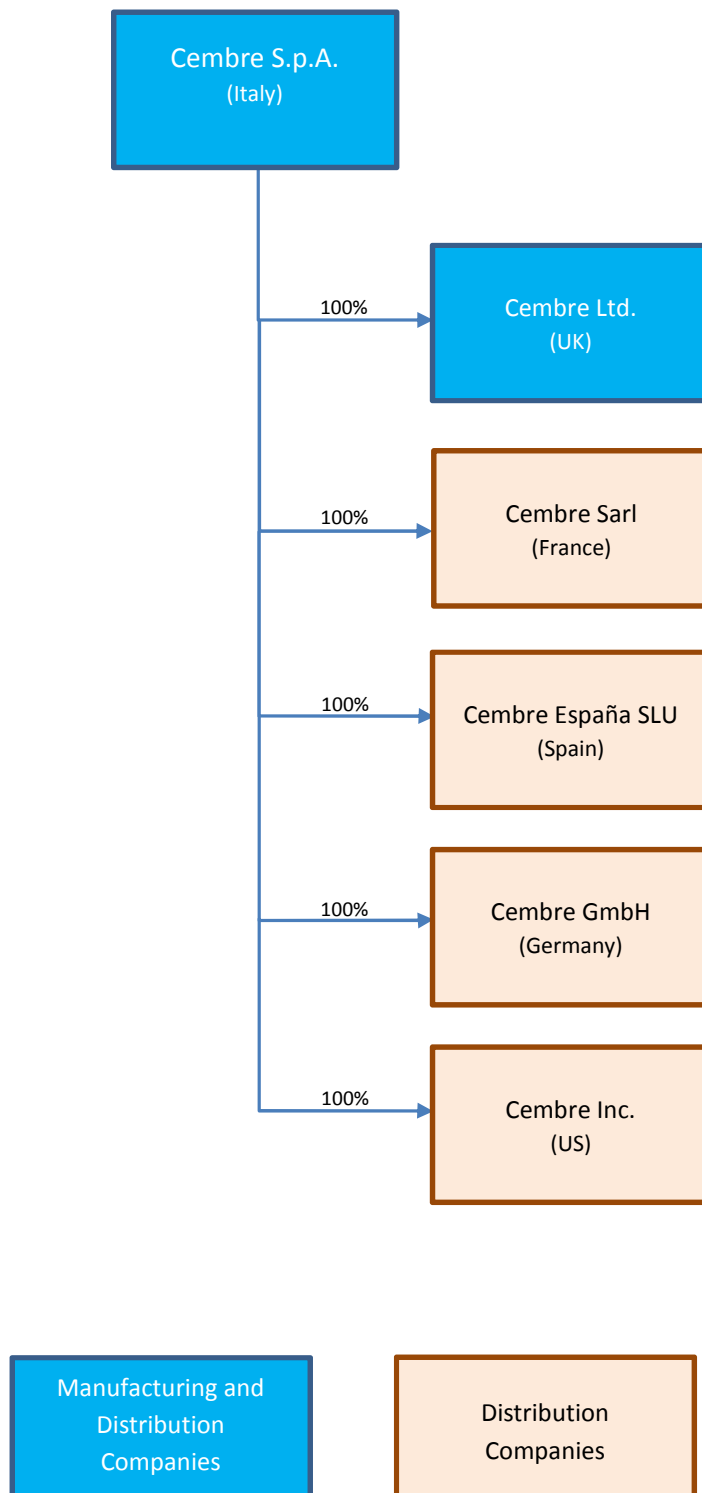 Cembre S.p.A.
(Italy)
100%
Cembre Ltd.
(UK)
100%
Cembre Sarl
(France)
100%
Cembre España SLU
(Spain)
100%
Cembre GmbH
(Germany)
100%
Cembre Inc.
(US)
Manufacturing and
Distribution
Companies
Distribution
Companies